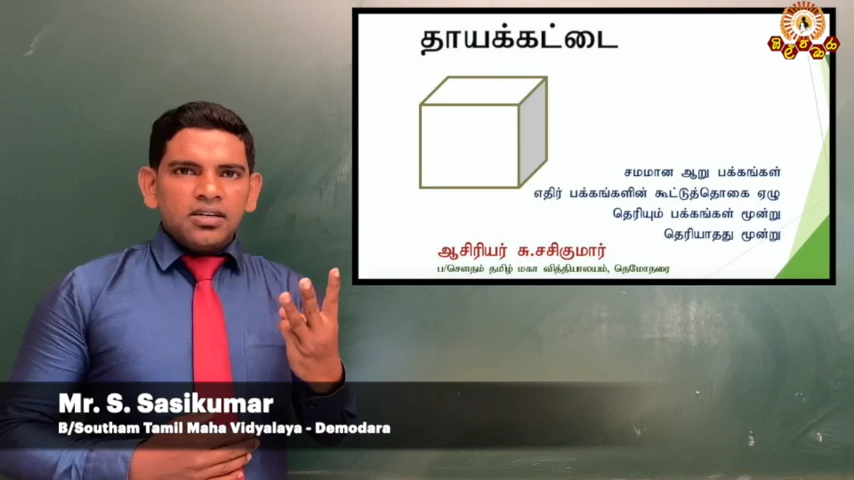 தாயக்கட்டை
சமமான ஆறு பக்கங்கள்
எதிர் பக்கங்களின் கூட்டுத்தொகை ஏழு
தெரியும் பக்கங்கள் மூன்று
தெரியாதது மூன்று
ஆசிரியர் சு.சசிகுமார்
ப/சௌதம் தமிழ் மகா வித்தியாலயம், தெமோதரை
Mr. S. Sasikumar
B/Southam Tamil Maha Vidyalaya - Demodara